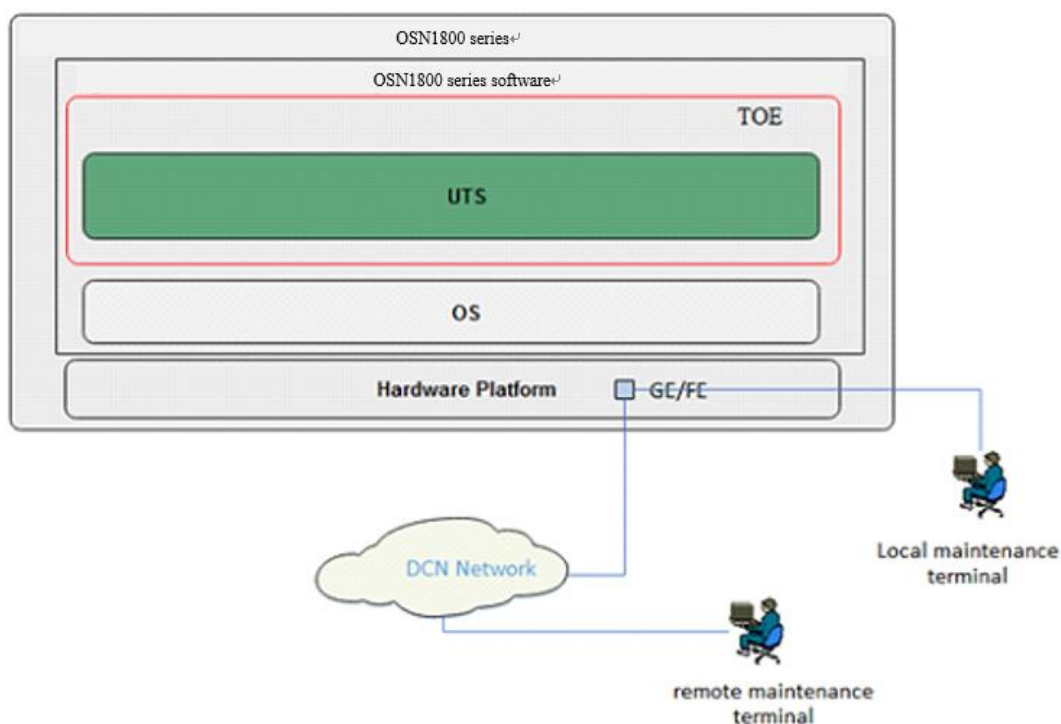 OSN1800 series↵
OSN1800 series software↵
TOE
UTS
OS
Hardware Platform
GE/FE
DCN Network
Local maintenance
terminal
remote maintenance
terminal